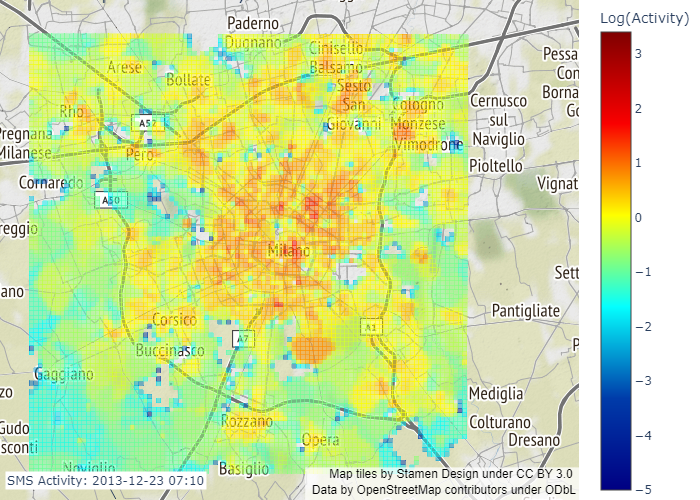 Log(Activity)
Paderno
Dugnano
Cinisello
Balsamo
Arese
Bollate
Sesto
San
Giovanni
Cologno
Monzese
Vimodrone
Cernusco
sul
Naviglio
Pioltello
Pessa
Con
Borna
Go
Rho
A52
Pero
Pregnana
Milanese
Cornaredo
A50
Vignat
reggio
Milano
Sett
ano
Pantigliate
Corsico
A7
A1
Buccinasco
P
Gaggiano
zo
Mediglia
Gudo
sconti
Rozzano
Opera
Colturano
Dresano
Noviglio
Basiglio
SMS Activity: 2013-12-23 07:10
Map tiles by Stamen Design under CC BY 3.0
Data by OpenStreetMap contributors under ODbL
3
2
1
0
−1
−2
−3
−4
−5